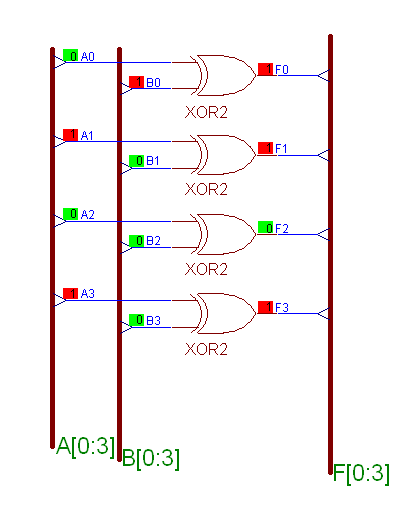 0 A0
1 B0
1 F0
XOR2
1 A1
0 B1
1 F1
XOR2
0 A2
0 B2
0 F2
XOR2
1 A3
0 B3
1 F3
XOR2
A[0:3]
B[0:3]
F[0:3]